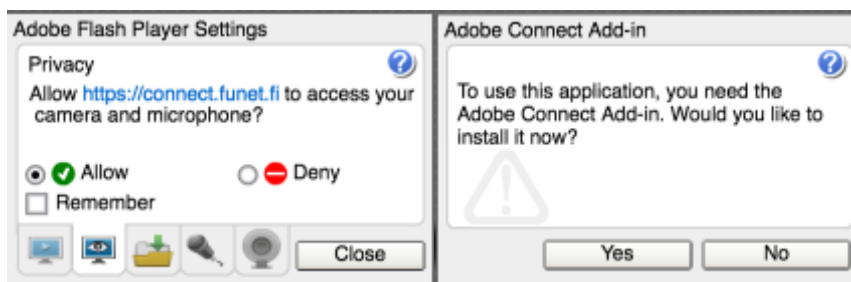 Adobe Flash Player Settings
Privacy
Allow https://connect.funet.fi to access your
camera and microphone?
Allow
Deny
Remember
Close
Adobe Connect Add-in
To use this application, you need the
Adobe Connect Add-in. Would you like to
install it now?
Yes
No